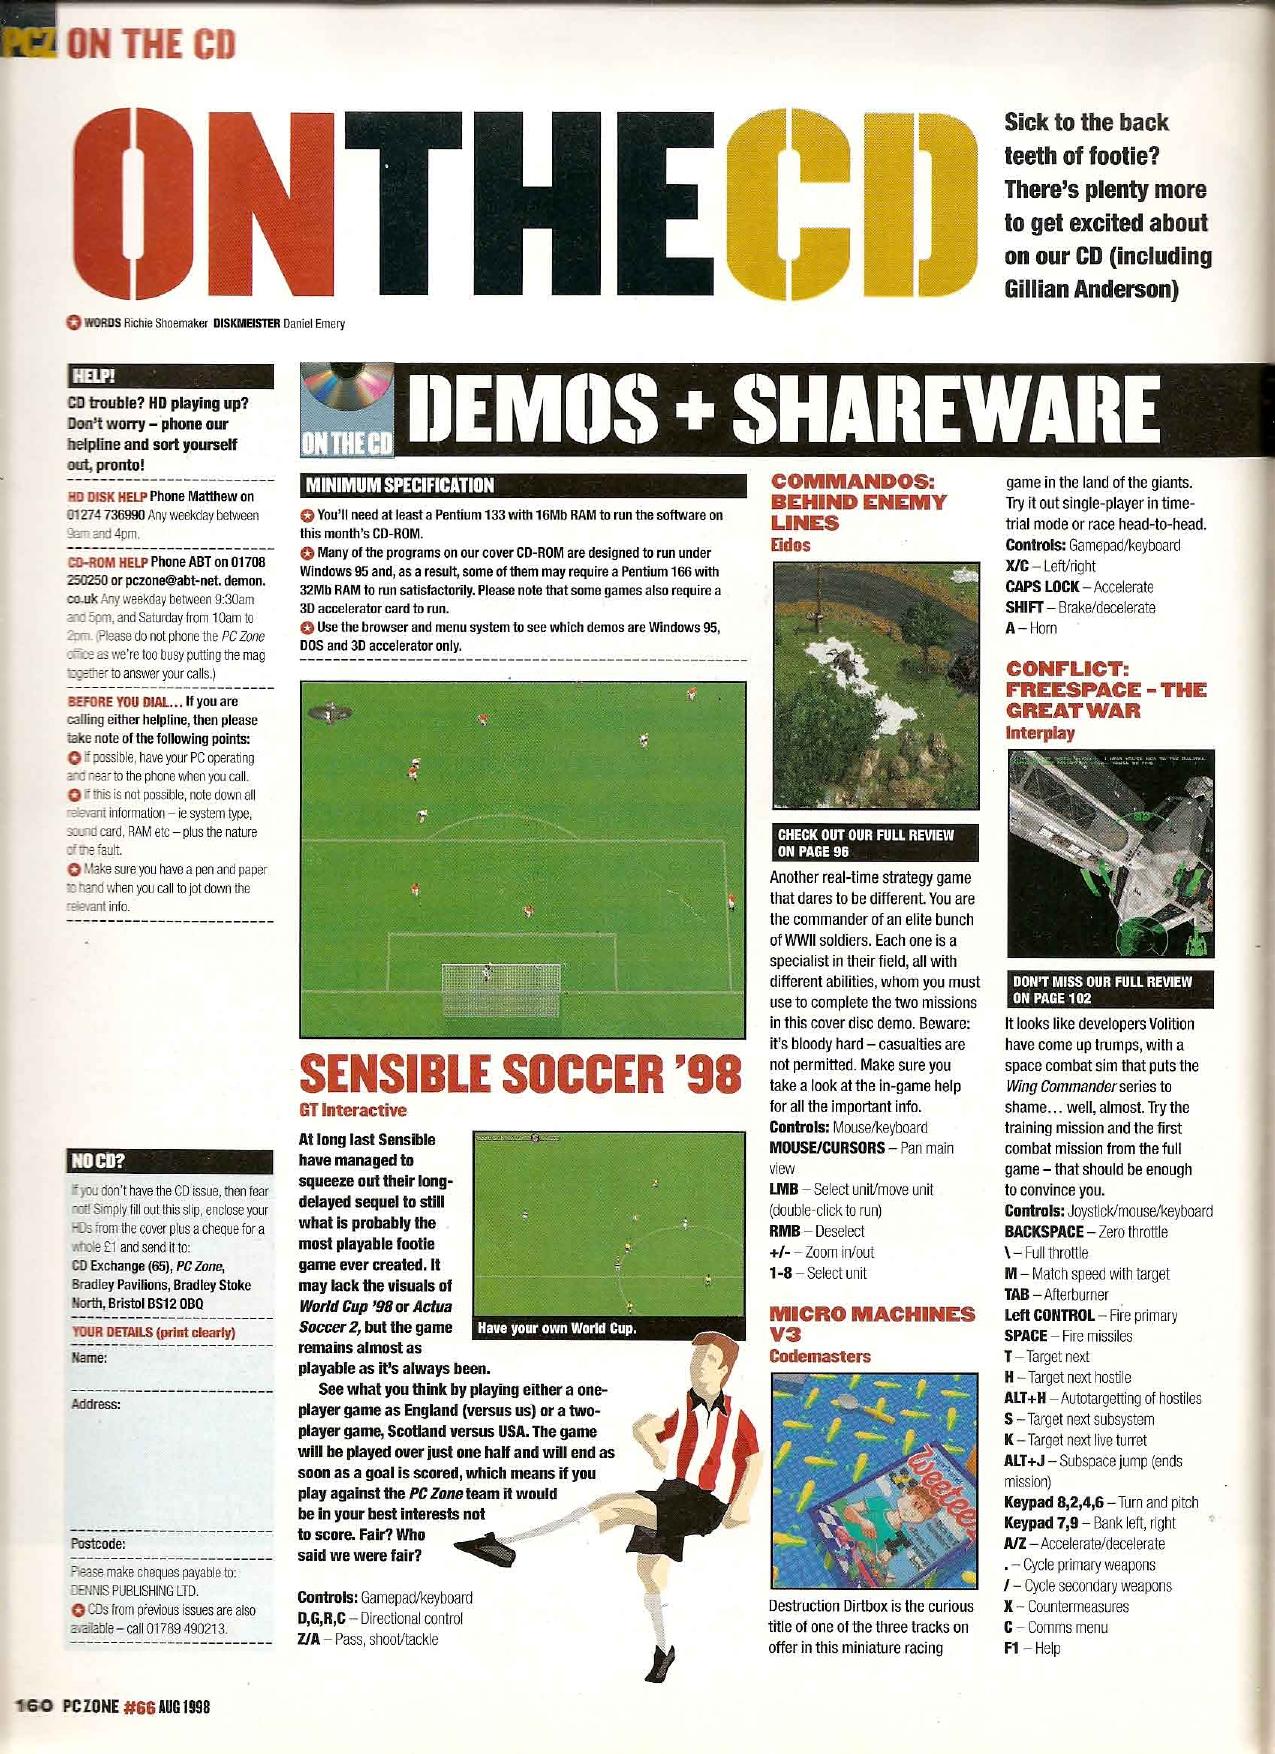 PCZ ON THE CD
ON THE CD
Sick to the back
teeth of footie?
There's plenty more
to get excited about
on our CD (including
Gillian Anderson)
WORDS Richie Shoemaker DISKMEISTER Daniel Emery
HELP!
CD trouble? HD playing up?
Don't worry – phone our
helpline and sort yourself
out, pronto!
HD DISK HELP Phone Matthew on
01274 736990 Any weekday between
9am and 4pm.
CD-ROM HELP Phone ABT on 01708
250250 or pczone@abt-net. demon.
co.uk Any weekday between 9:30am
and 5pm, and Saturday from 10am to
2pm. (Please do not phone the PC Zone
office as we're too busy putting the mag
together to answer your calls.)
BEFORE YOU DIAL... If you are
calling either helpline, then please
take note of the following points:
If possible, have your PC operating
and near to the phone when you call.
If this is not possible, note down all
relevant information – ie system type,
sound card, RAM etc – plus the nature
of the fault.
Make sure you have a pen and paper
to hand when you call to jot down the
relevant info.
NO CD?
If you don't have the CD issue, then fear
not! Simply fill out this slip, enclose your
HDs from the cover plus a cheque for a
whole £1 and send it to:
CD Exchange (65), PC Zone,
Bradley Pavilions, Bradley Stoke
North, Bristol BS12 0BQ
YOUR DETAILS (print clearly)
Name:
Address:
Postcode:
Please make cheques payable to:
DENNIS PUBLISHING LTD.
CDs from previous issues are also
available – call 01789 490213.
ON THE CD
DEMOS + SHAREWARE
MINIMUM SPECIFICATION
You'll need at least a Pentium 133 with 16Mb RAM to run the software on
this month's CD-ROM.
Many of the programs on our cover CD-ROM are designed to run under
Windows 95 and, as a result, some of them may require a Pentium 166 with
32Mb RAM to run satisfactorily. Please note that some games also require a
3D accelerator card to run.
Use the browser and menu system to see which demos are Windows 95,
DOS and 3D accelerator only.
SENSIBLE SOCCER '98
GT Interactive
At long last Sensible
have managed to
squeeze out their long-
delayed sequel to still
what is probably the
most playable footie
game ever created. It
may lack the visuals of
World Cup '98 or Actua
Soccer 2, but the game
remains almost as
playable as it's always been.
See what you think by playing either a one-
player game as England (versus us) or a two-
player game, Scotland versus USA. The game
will be played over just one half and will end as
soon as a goal is scored, which means if you
play against the PC Zone team it would
be in your best interests not
to score. Fair? Who
said we were fair?
Controls: Gamepad/keyboard
D,G,R,C – Directional control
Z/A – Pass, shoot/tackle
Have your own World Cup.
COMMANDOS:
BEHIND ENEMY
LINES
Eidos
CHECK OUT OUR FULL REVIEW
ON PAGE 96
Another real-time strategy game
that dares to be different. You are
the commander of an elite bunch
of WWII soldiers. Each one is a
specialist in their field, all with
different abilities, whom you must
use to complete the two missions
in this cover disc demo. Beware:
it's bloody hard – casualties are
not permitted. Make sure you
take a look at the in-game help
for all the important info.
Controls: Mouse/keyboard
MOUSE/CURSORS – Pan main
view
LMB – Select unit/move unit
(double-click to run)
RMB – Deselect
+/- – Zoom in/out
1-8 – Select unit
MICRO MACHINES
V3
Codemasters
Weetees
Destruction Dirtbox is the curious
title of one of the three tracks on
offer in this miniature racing
game in the land of the giants.
Try it out single-player in time-
trial mode or race head-to-head.
Controls: Gamepad/keyboard
X/C – Left/right
CAPS LOCK – Accelerate
SHIFT – Brake/decelerate
A – Horn
CONFLICT:
FREESPACE – THE
GREAT WAR
Interplay
DON'T MISS OUR FULL REVIEW
ON PAGE 102
It looks like developers Volition
have come up trumps, with a
space combat sim that puts the
Wing Commander series to
shame... well, almost. Try the
training mission and the first
combat mission from the full
game – that should be enough
to convince you.
Controls: Joystick/mouse/keyboard
BACKSPACE – Zero throttle
\ – Full throttle
M – Match speed with target
TAB – Afterburner
Left CONTROL – Fire primary
SPACE – Fire missiles
T – Target next
H – Target next hostile
ALT+H – Autotargetting of hostiles
S – Target next subsystem
K – Target next live turret
ALT+J – Subspace jump (ends
mission)
Keypad 8,2,4,6 – Turn and pitch
Keypad 7,9 – Bank left, right
A/Z – Accelerate/decelerate
. – Cycle primary weapons
/ – Cycle secondary weapons
X – Countermeasures
C – Comms menu
F1 – Help
160 PC ZONE #66 AUG 1998